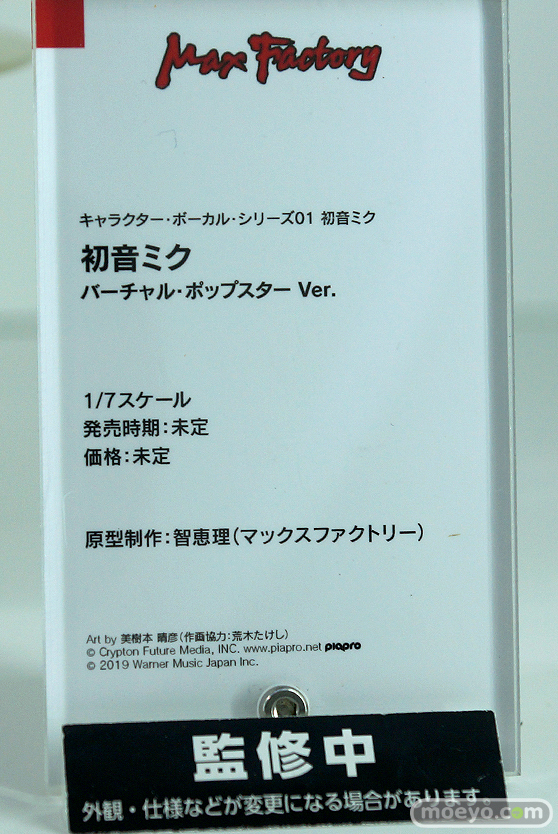 Max Factory
キャラクター・ボーカル・シリーズ01 初音ミク
初音ミク
バーチャル・ポップスター Ver.
1/7スケール
発売時期：未定
価格：未定
原型制作：智恵理（マックスファクトリー）
Art by 美樹本 晴彦（作画協力：荒木たけし）
© Crypton Future Media, INC. www.piapro.net piapro
© 2019 Warner Music Japan Inc.
監修中
外観・仕様などが変更になる場合があります。
moeyo.com